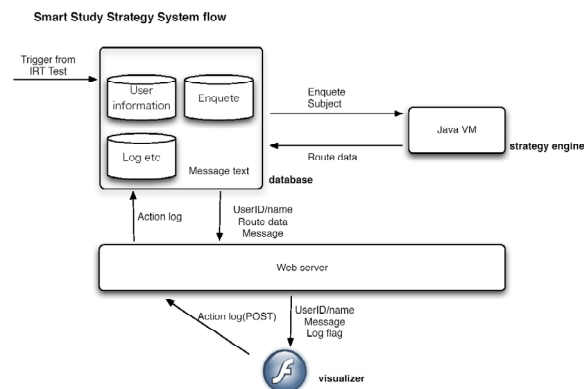 Smart Study Strategy System flow
Trigger from
IRT Test
User
information
Enquete
Log etc
Message text
database
Enquete
Subject
Route data
Java VM
strategy engine
Action log
UserID/name
Route data
Message
Web server
Action log(POST)
UserID/name
Message
Log flag
visualizer